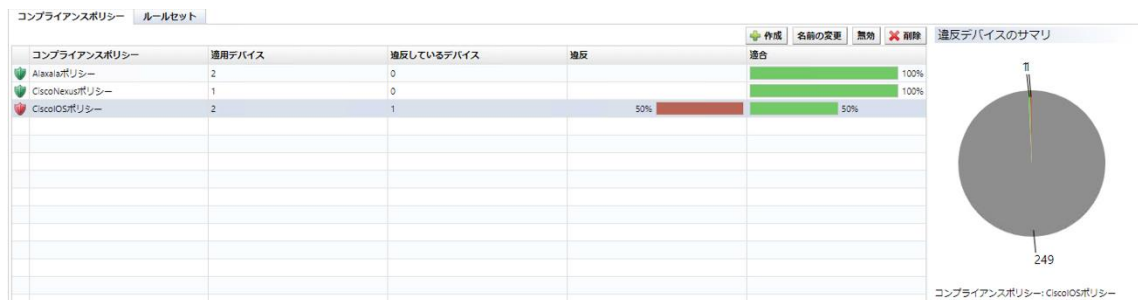 コンプライアンスポリシー ルールセット
作成 名前の変更 無効 削除 違反デバイスのサマリ
コンプライアンスポリシー 適用デバイス 違反しているデバイス 違反 適合
Alaxalaポリシー 2 0 100%
CiscoNexusポリシー 1 0 100%
CiscoIOSポリシー 2 1 50% 50%
249
コンプライアンスポリシー: CiscoIOSポリシー